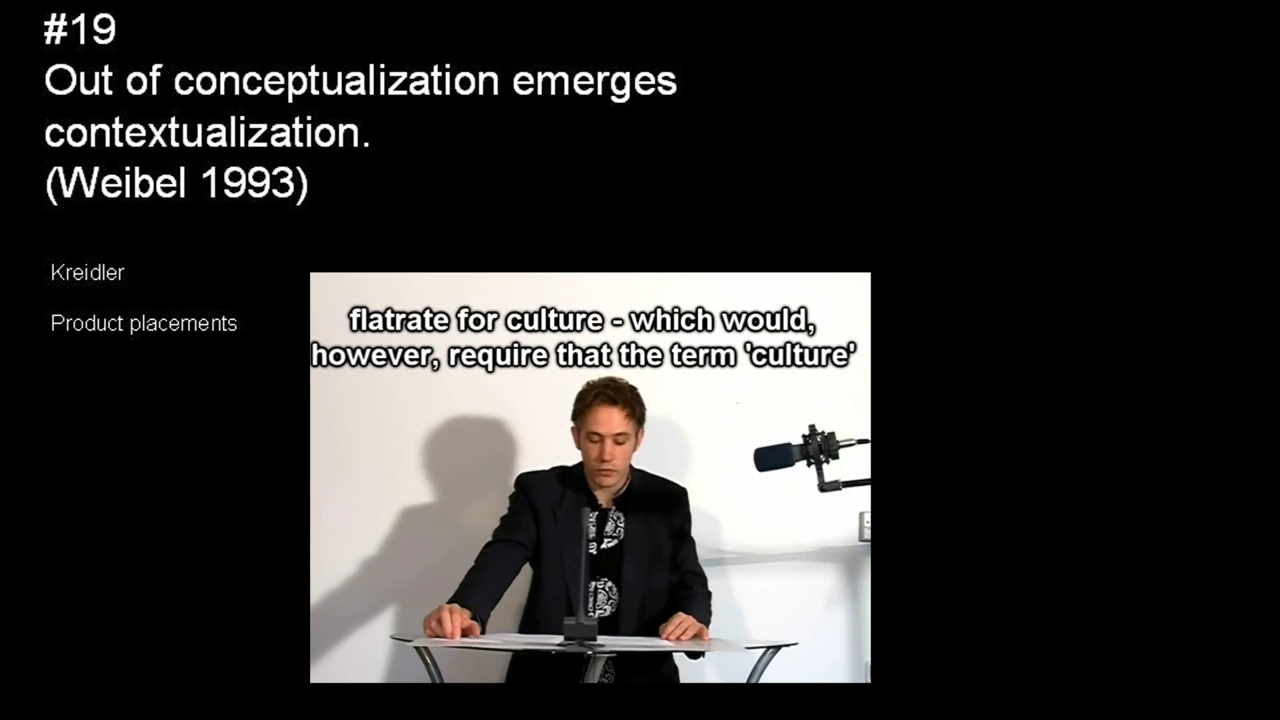 #19
Out of conceptualization emerges
contextualization.
(Weibel 1993)
Kreidler
Product placements
flatrate for culture - which would,
however, require that the term 'culture'